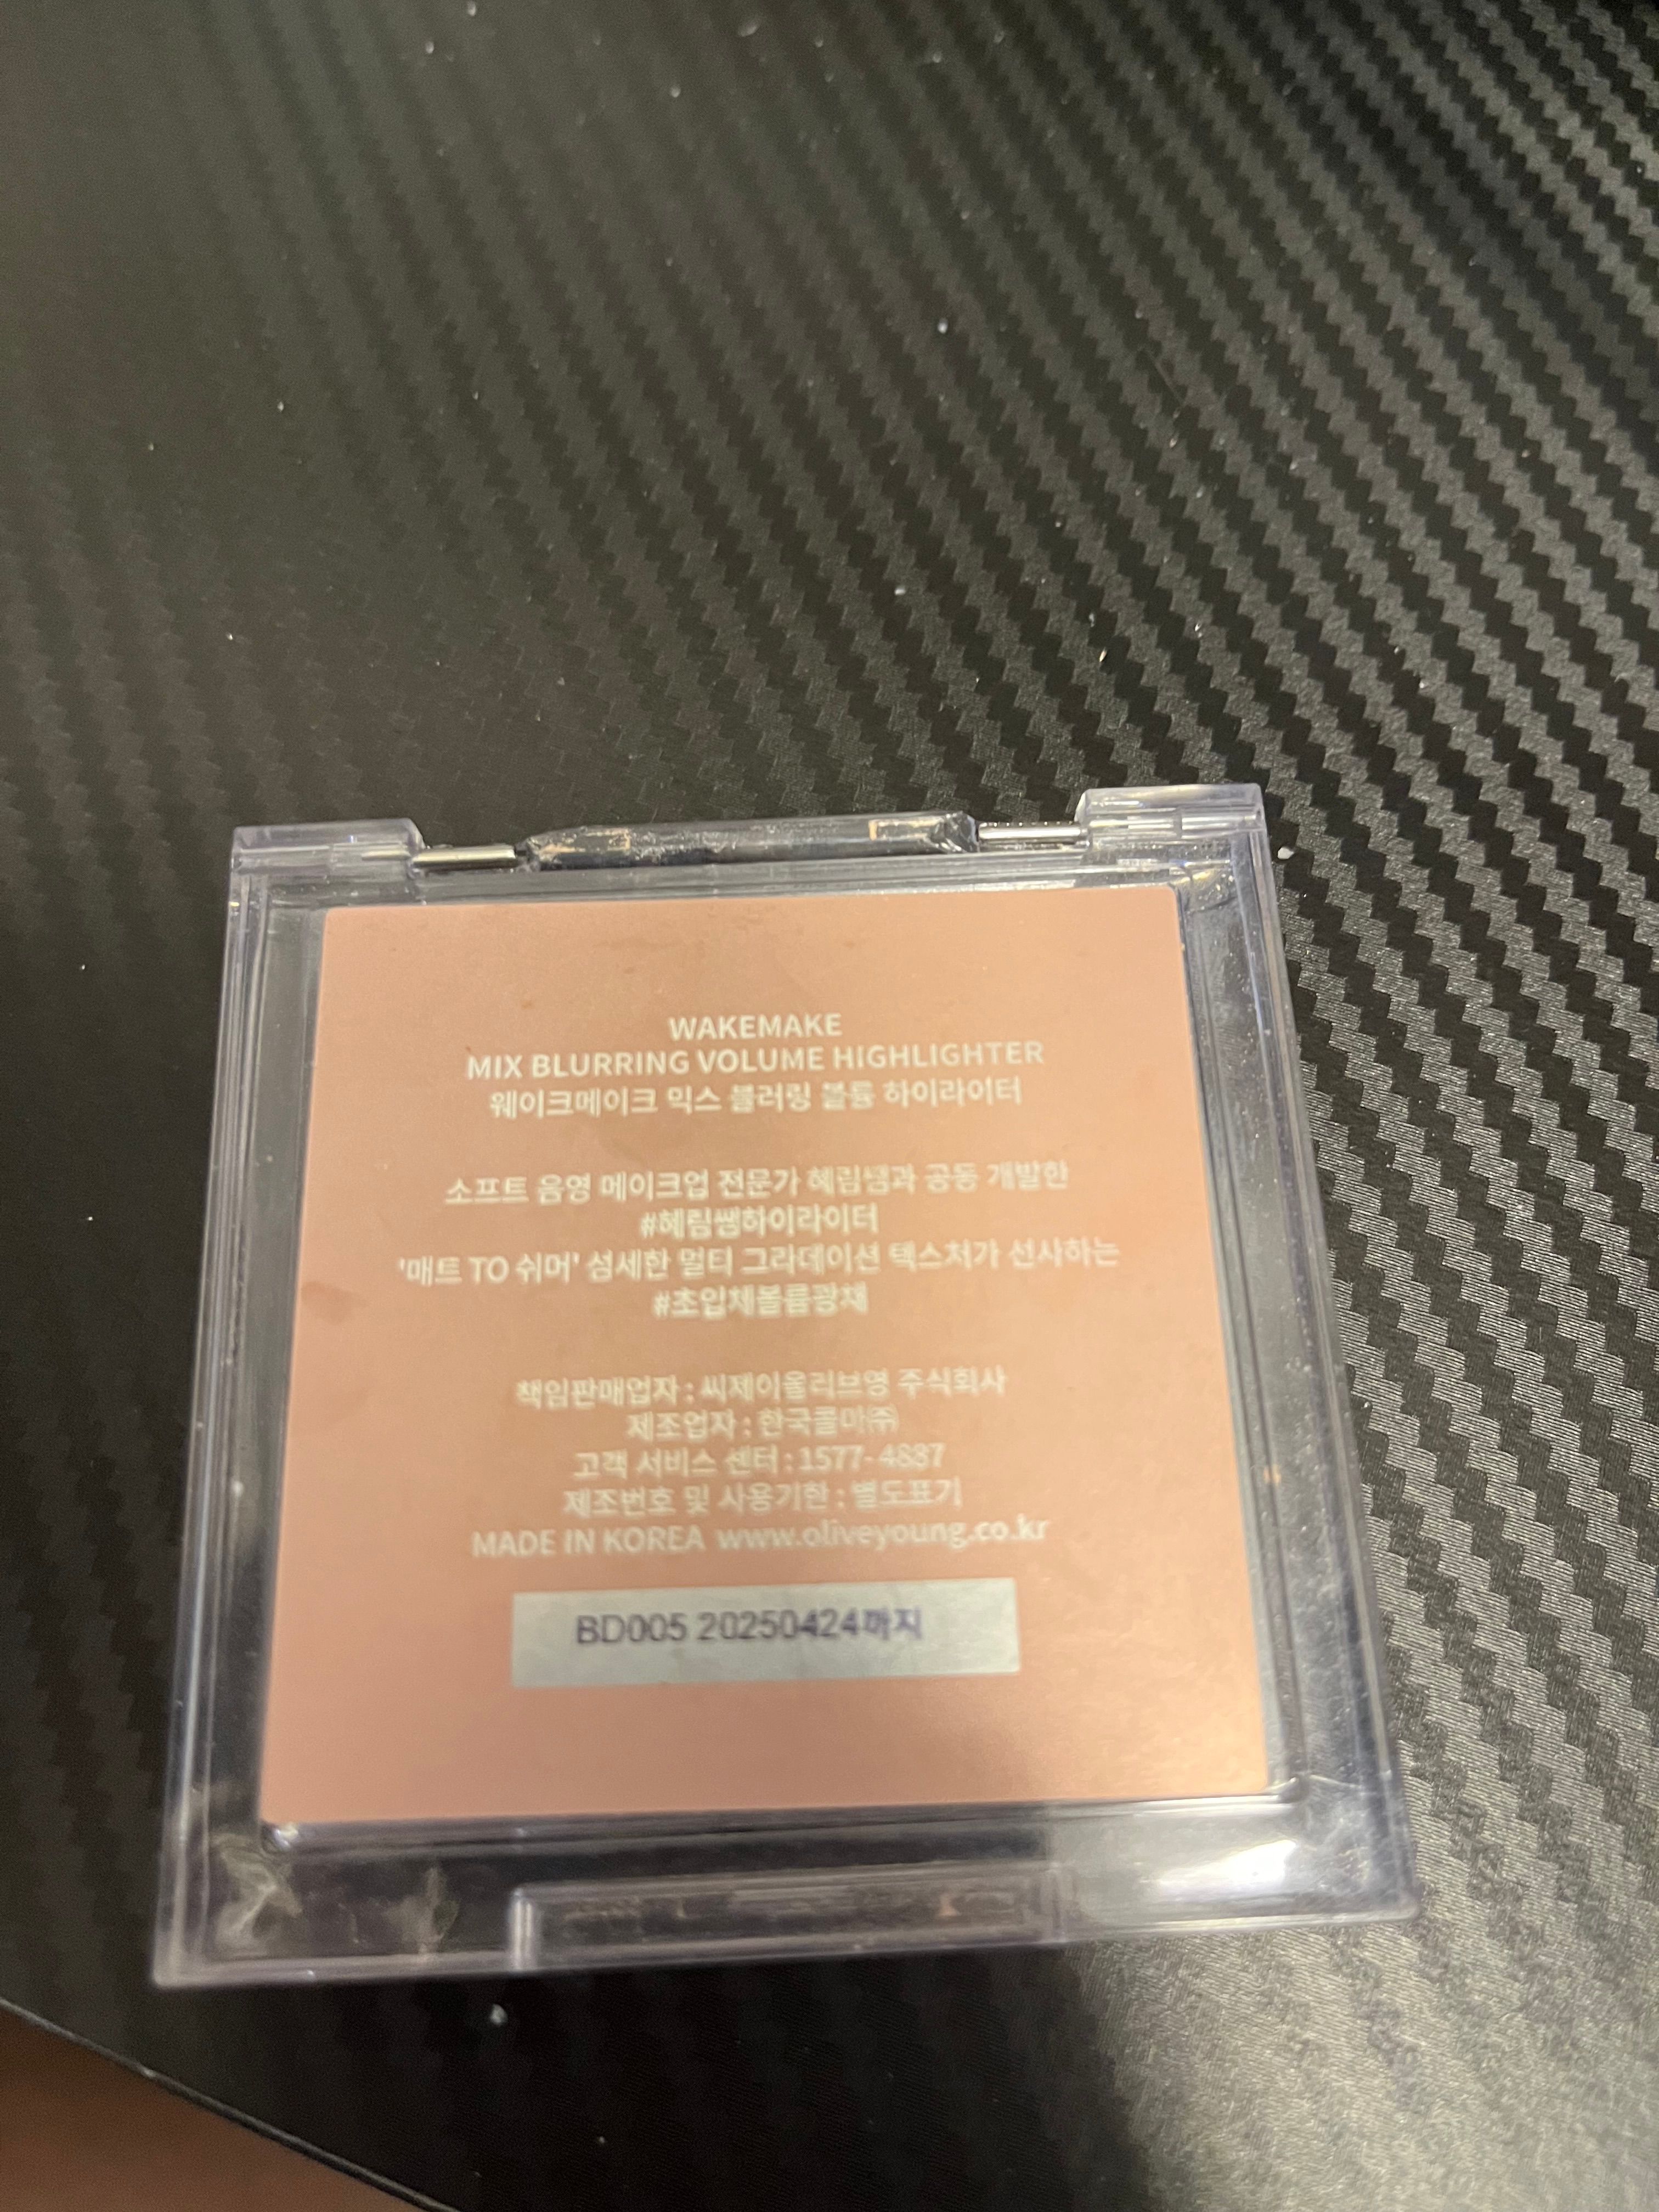 WAKEMAKE
MIX BLURRING VOLUME HIGHLIGHTER
웨이크메이크 믹스 블러링 볼륨 하이라이터
소프트 음영 메이크업 전문가 혜림쌤과 공동 개발한
#혜림쌤하이라이터
'매트 TO 쉬머' 섬세한 멀티 그라데이션 텍스처가 선사하는
#초입체볼륨광채
책임판매업자 : 씨제이올리브영 주식회사
제조업자 : 한국콜마㈜
고객 서비스 센터 : 1577-4887
제조번호 및 사용기한 : 별도표기
MADE IN KOREA www.oliveyoung.co.kr
BD005 20250424까지